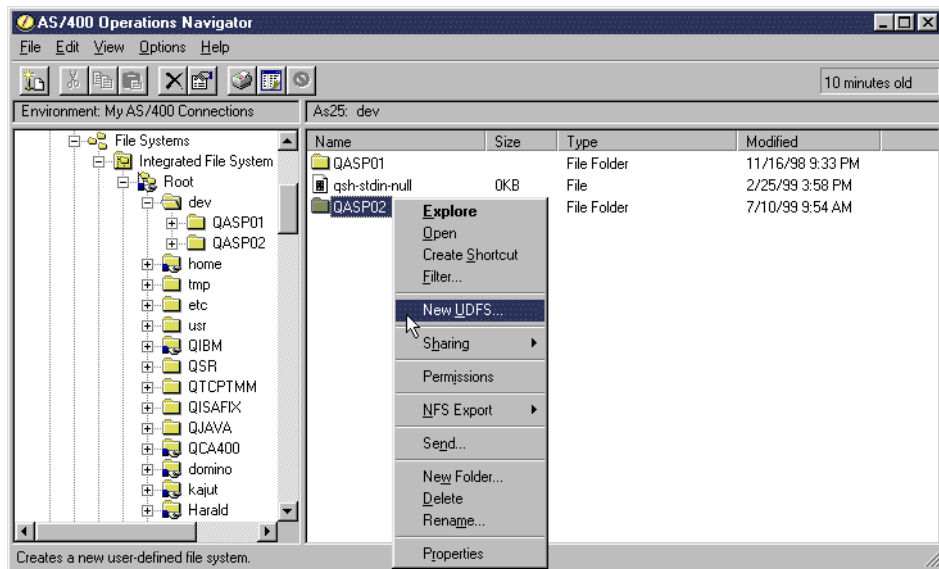 AS/400 Operations Navigator
File Edit View Options Help
10 minutes old
Environment: My AS/400 Connections
As25: dev
File Systems
Integrated File System
Root
dev
QASP01
QASP02
home
tmp
etc
usr
QIBM
QSR
QTCPTMM
QISAFIX
QJAVA
QCA400
domino
kajut
Harald
Name Size Type Modified
QASP01 File Folder 11/16/98 9:33 PM
qsh-stdin-null 0KB File 2/25/99 3:58 PM
QASP02 File Folder 7/10/99 9:54 AM
Explore
Open
Create Shortcut
Filter...
New UDFS...
Sharing
Permissions
NFS Export
Send...
New Folder...
Delete
Rename...
Properties
Creates a new user-defined file system.